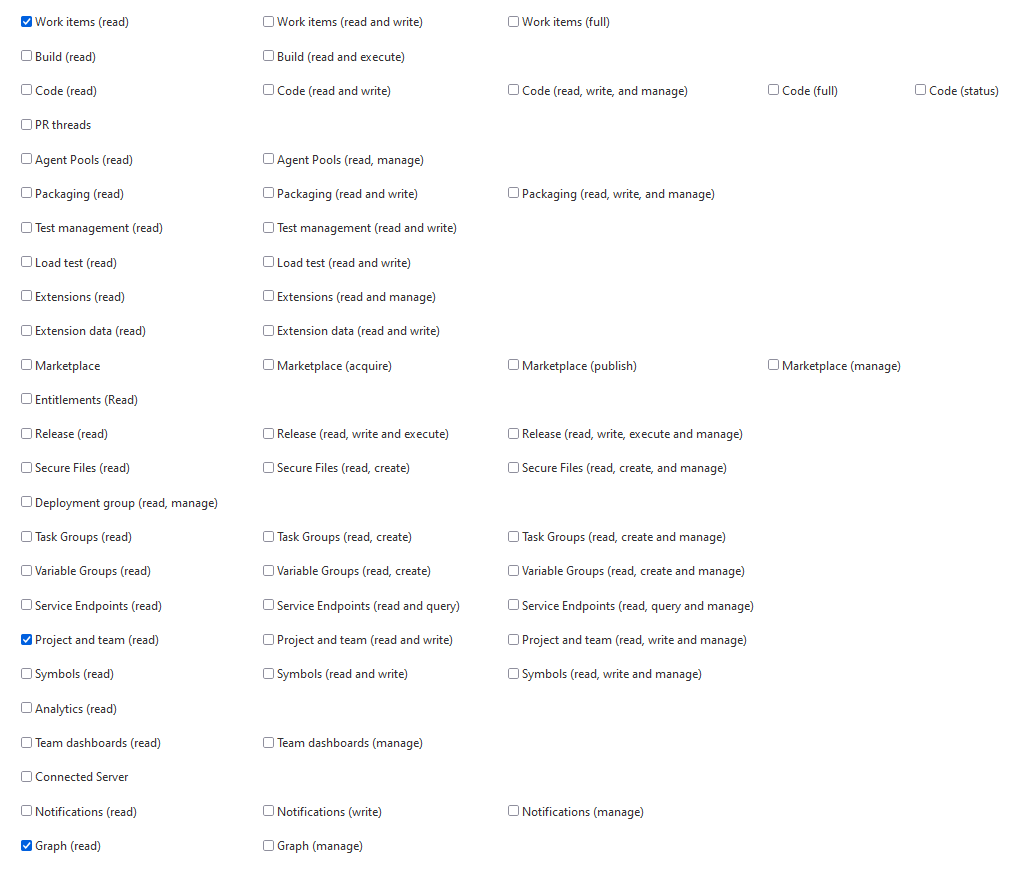 Work items (read) Work items (read and write) Work items (full)
Build (read) Build (read and execute)
Code (read) Code (read and write) Code (read, write, and manage) Code (full) Code (status)
PR threads
Agent Pools (read) Agent Pools (read, manage)
Packaging (read) Packaging (read and write) Packaging (read, write, and manage)
Test management (read) Test management (read and write)
Load test (read) Load test (read and write)
Extensions (read) Extensions (read and manage)
Extension data (read) Extension data (read and write)
Marketplace Marketplace (acquire) Marketplace (publish) Marketplace (manage)
Entitlements (Read)
Release (read) Release (read, write and execute) Release (read, write, execute and manage)
Secure Files (read) Secure Files (read, create) Secure Files (read, create, and manage)
Deployment group (read, manage)
Task Groups (read) Task Groups (read, create) Task Groups (read, create and manage)
Variable Groups (read) Variable Groups (read, create) Variable Groups (read, create and manage)
Service Endpoints (read) Service Endpoints (read and query) Service Endpoints (read, query and manage)
Project and team (read) Project and team (read and write) Project and team (read, write and manage)
Symbols (read) Symbols (read and write) Symbols (read, write and manage)
Analytics (read)
Team dashboards (read) Team dashboards (manage)
Connected Server
Notifications (read) Notifications (write) Notifications (manage)
Graph (read) Graph (manage)